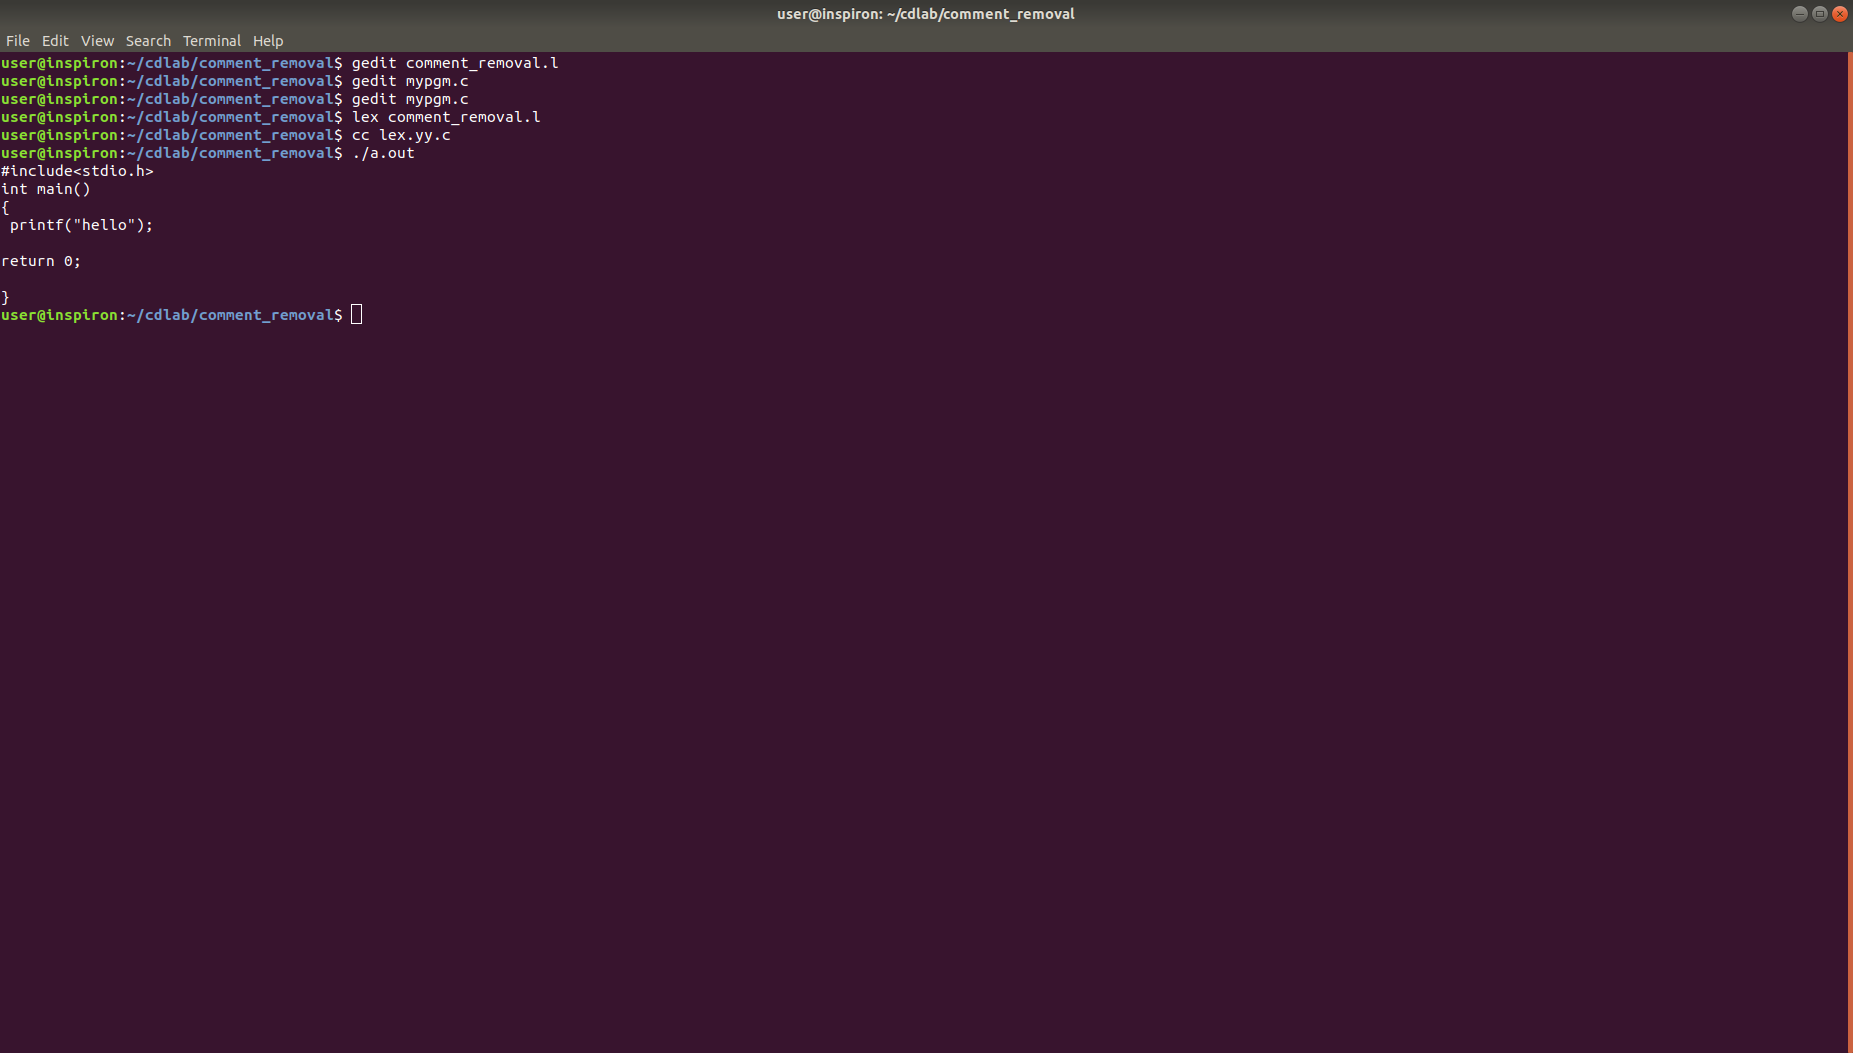 user@inspiron: ~/cdlab/comment_removal
File Edit View Search Terminal Help
user@inspiron:~/cdlab/comment_removal$ gedit comment_removal.l
user@inspiron:~/cdlab/comment_removal$ gedit mypgm.c
user@inspiron:~/cdlab/comment_removal$ gedit mypgm.c
user@inspiron:~/cdlab/comment_removal$ lex comment_removal.l
user@inspiron:~/cdlab/comment_removal$ cc lex.yy.c
user@inspiron:~/cdlab/comment_removal$ ./a.out
#include<stdio.h>
int main()
{
 printf("hello");
return 0;
}
user@inspiron:~/cdlab/comment_removal$